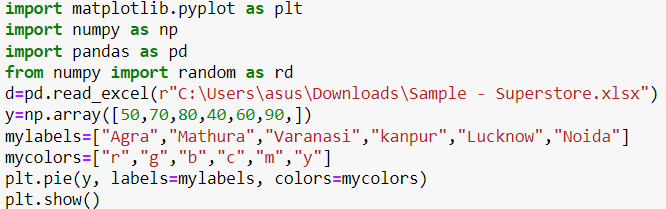 import matplotlib.pyplot as plt
import numpy as np
import pandas as pd
from numpy import random as rd
d=pd.read_excel(r"C:\Users\asus\Downloads\Sample - Superstore.xlsx")
y=np.array([50,70,80,40,60,90,])
mylabels=["Agra","Mathura","Varanasi","kanpur","Lucknow","Noida"]
mycolors=["r","g","b","c","m","y"]
plt.pie(y, labels=mylabels, colors=mycolors)
plt.show()